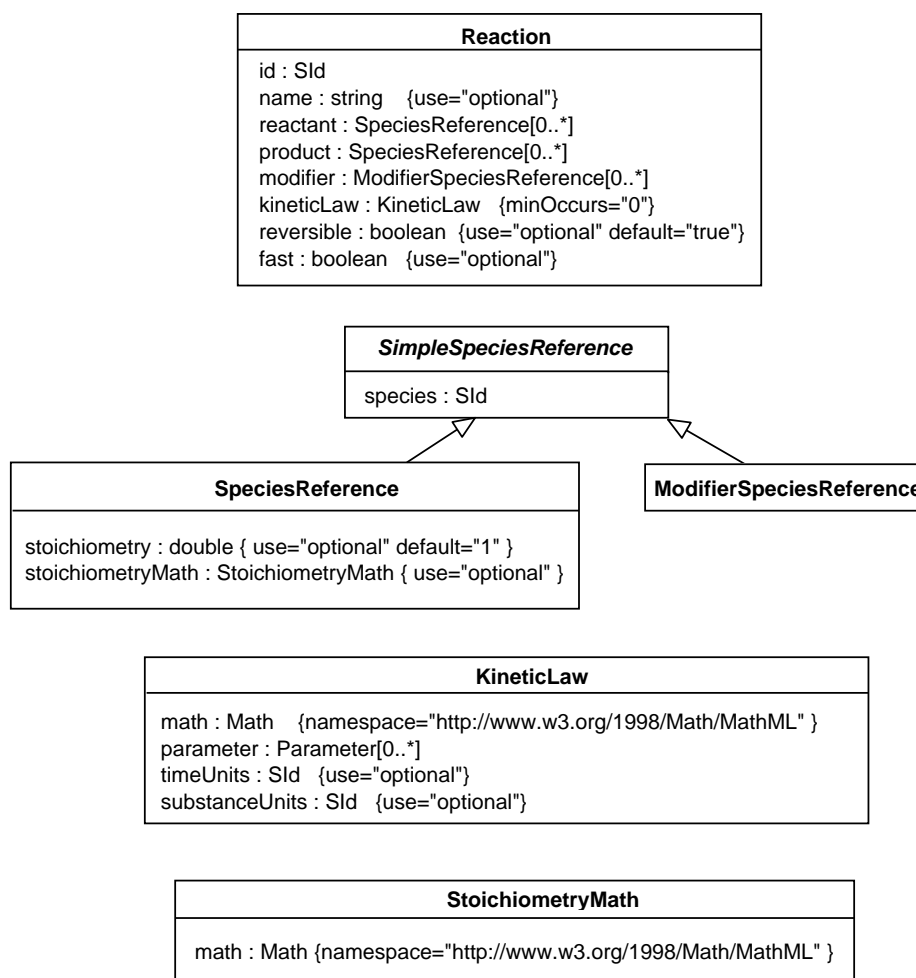 Reaction
id : SId
name : string {use="optional"}
reactant : SpeciesReference[0..*]
product : SpeciesReference[0..*]
modifier : ModifierSpeciesReference[0..*]
kineticLaw : KineticLaw {minOccurs="0"}
reversible : boolean {use="optional" default="true"}
fast : boolean {use="optional"}
SimpleSpeciesReference
species : SId
SpeciesReference
stoichiometry : double { use="optional" default="1" }
stoichiometryMath : StoichiometryMath { use="optional" }
ModifierSpeciesReference
KineticLaw
math : Math {namespace="http://www.w3.org/1998/Math/MathML" }
parameter : Parameter[0..*]
timeUnits : SId {use="optional"}
substanceUnits : SId {use="optional"}
StoichiometryMath
math : Math {namespace="http://www.w3.org/1998/Math/MathML" }